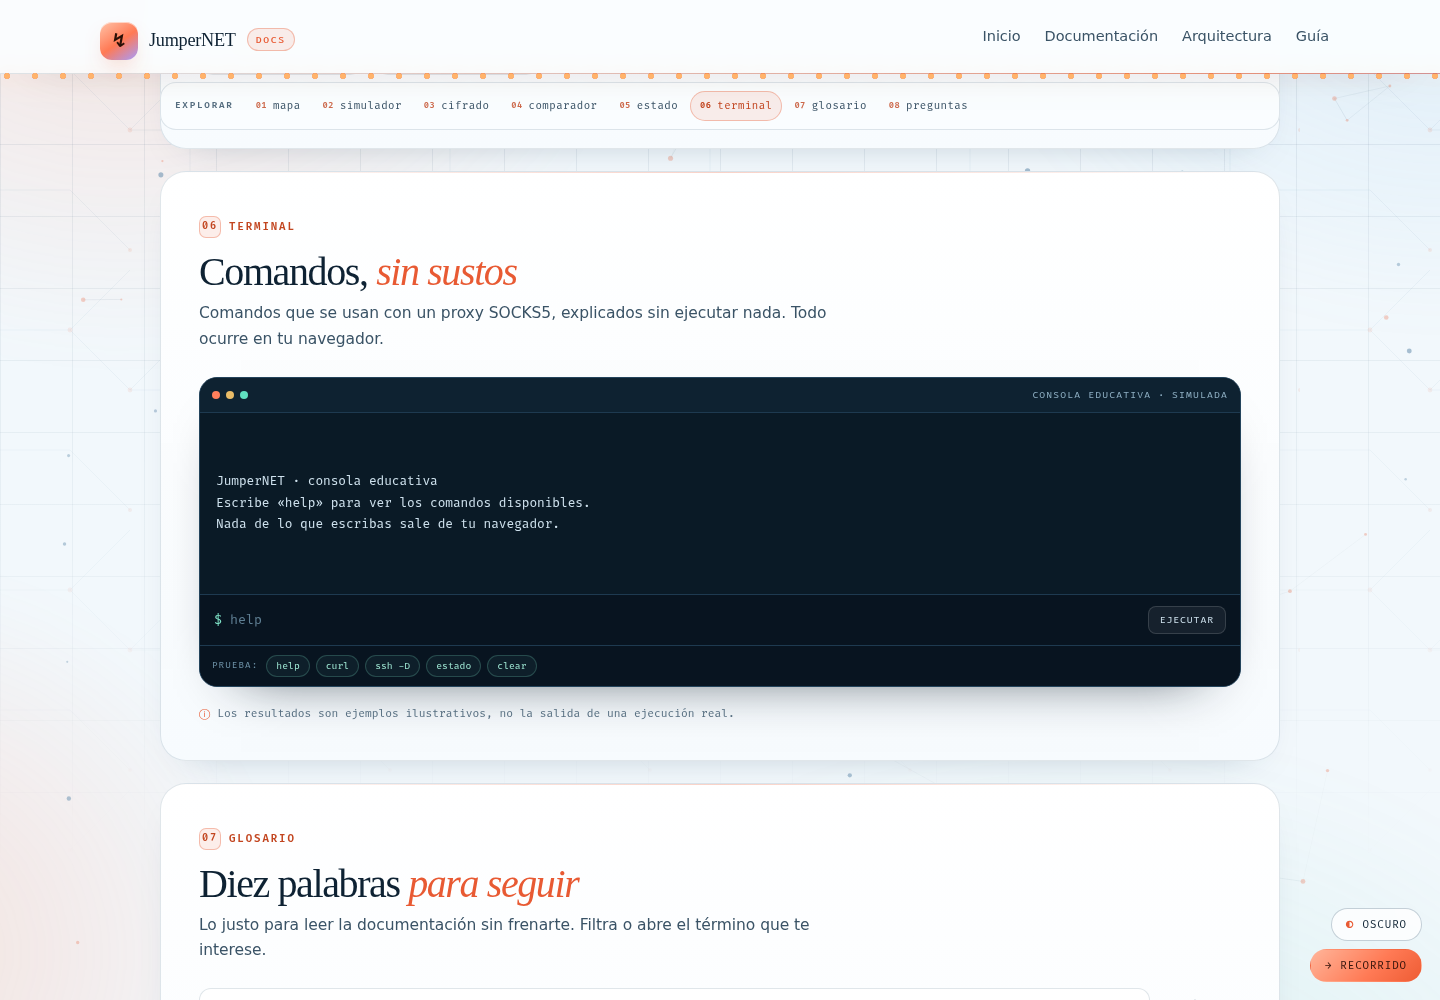 ↯ JumperNET DOCS
Inicio Documentación Arquitectura Guía
EXPLORAR 01 mapa 02 simulador 03 cifrado 04 comparador 05 estado 06 terminal 07 glosario 08 preguntas
06 TERMINAL
Comandos, sin sustos
Comandos que se usan con un proxy SOCKS5, explicados sin ejecutar nada. Todo
ocurre en tu navegador.
CONSOLA EDUCATIVA · SIMULADA
JumperNET · consola educativa
Escribe «help» para ver los comandos disponibles.
Nada de lo que escribas sale de tu navegador.
$ help EJECUTAR
PRUEBA: help curl ssh -D estado clear
ⓘ Los resultados son ejemplos ilustrativos, no la salida de una ejecución real.
07 GLOSARIO
Diez palabras para seguir
Lo justo para leer la documentación sin frenarte. Filtra o abre el término que te
interese.
◐ OSCURO
→ RECORRIDO